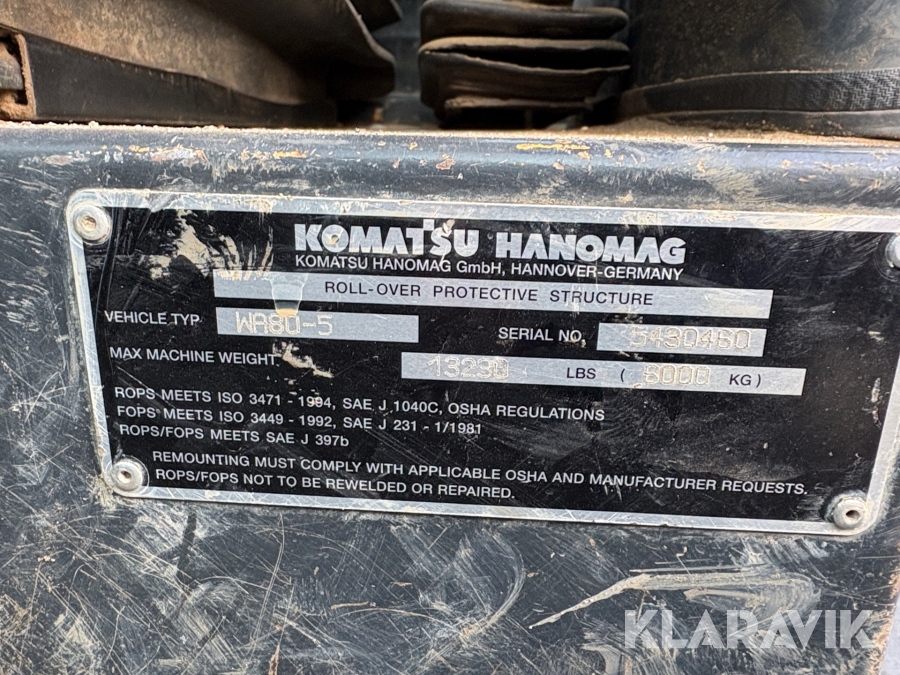 KOMATSU HANOMAG
KOMATSU HANOMAG GmbH, HANNOVER-GERMANY
ROLL-OVER PROTECTIVE STRUCTURE
VEHICLE TYP WA80-5 SERIAL NO. 5430460
MAX MACHINE WEIGHT. 13230 LBS ( 6000 KG )
ROPS MEETS ISO 3471 - 1994, SAE J 1040C, OSHA REGULATIONS
FOPS MEETS ISO 3449 - 1992, SAE J 231 - 1/1981
ROPS/FOPS MEETS SAE J 397b
REMOUNTING MUST COMPLY WITH APPLICABLE OSHA AND MANUFACTURER REQUESTS.
ROPS/FOPS NOT TO BE REWELDED OR REPAIRED.
KLARAVIK